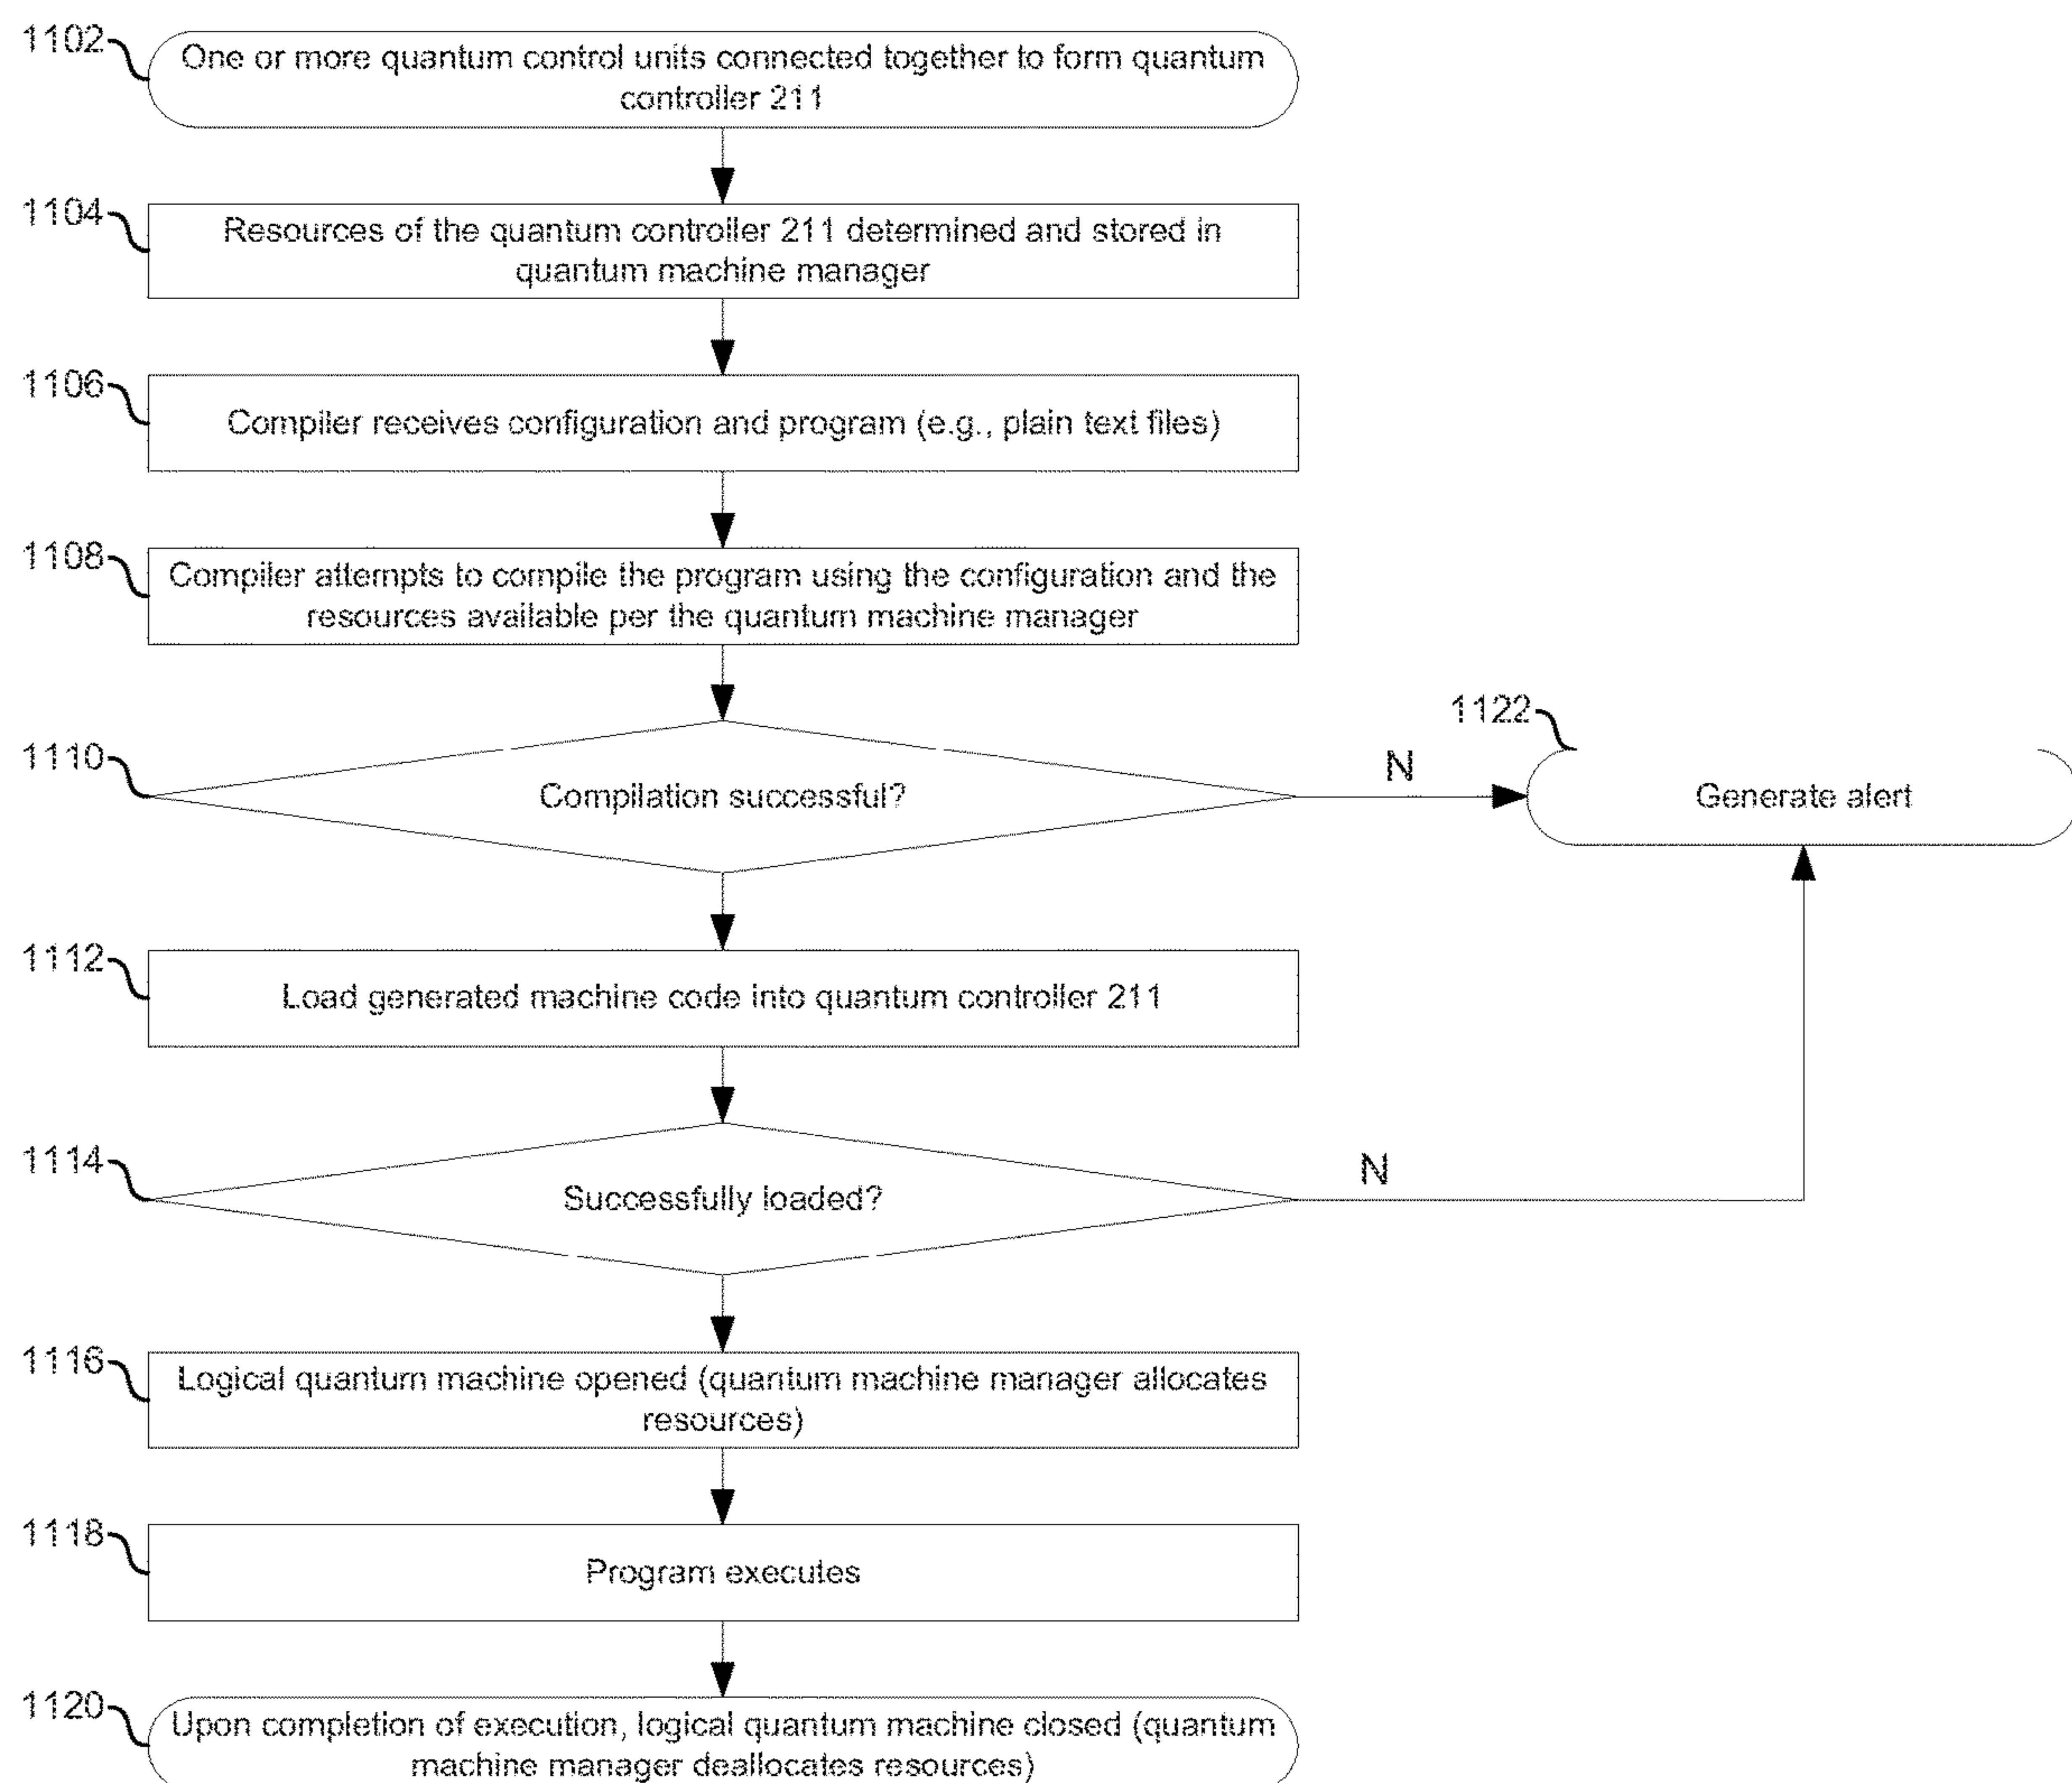 1102
One or more quantum control units connected together to form quantum
controller 211
1104
Resources of the quantum controller 211 determined and stored in
quantum machine manager
1106
Compiler receives configuration and program (e.g., plain text files)
1108
Compiler attempts to compile the program using the configuration and the
resources available per the quantum machine manager
1110
Compilation successful?
N
1122
Generate alert
1112
Load generated machine code into quantum controller 211
1114
Successfully loaded?
N
1116
Logical quantum machine opened (quantum machine manager allocates
resources)
1118
Program executes
1120
Upon completion of execution, logical quantum machine closed (quantum
machine manager deallocates resources)